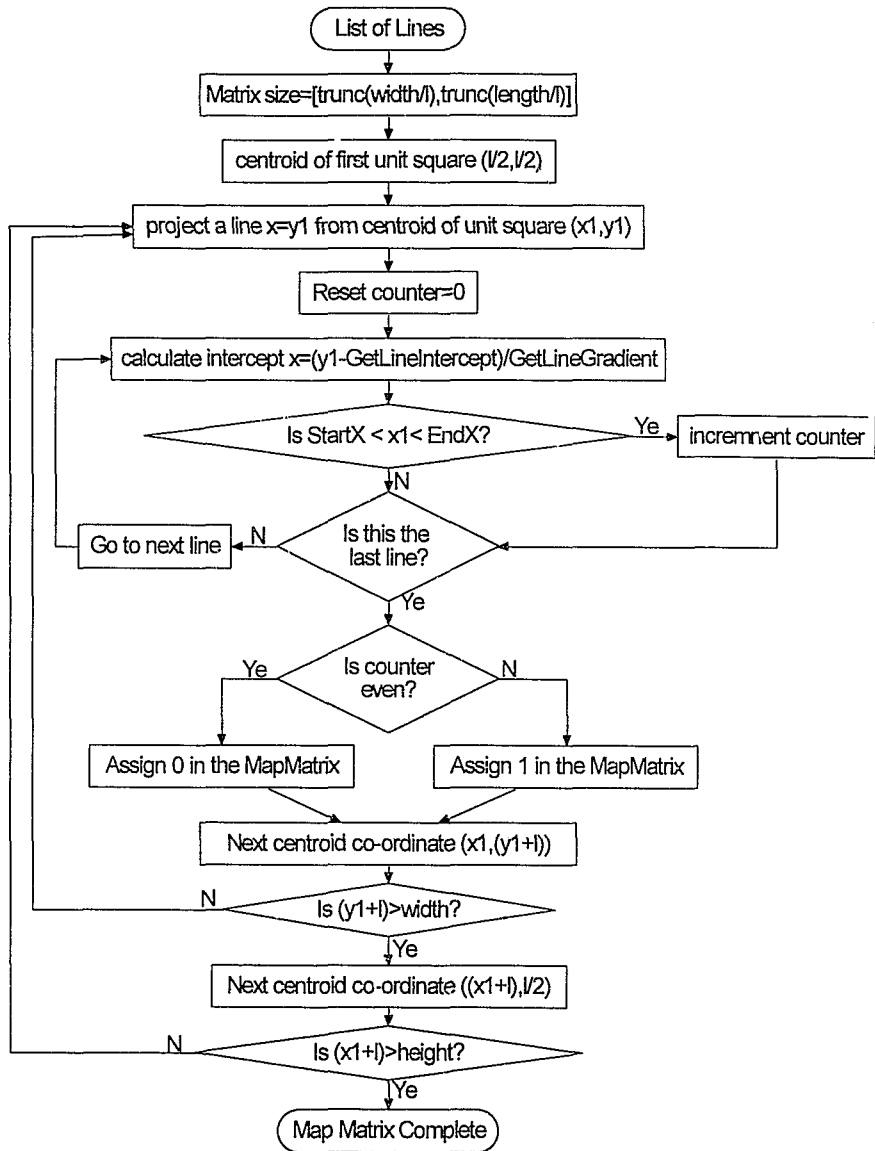 List of Lines
Matrix size=[trunc(width/l),trunc(length/l)]
centroid of first unit square (l/2,l/2)
project a line x=y1 from centroid of unit square (x1,y1)
Reset counter=0
calculate intercept x=(y1-GetLineIntercept)/GetLineGradient
Is StartX < x1< EndX?
Ye
incremnent counter
N
Is this the
last line?
N
Go to next line
Ye
Is counter
even?
Ye
N
Assign 0 in the MapMatrix
Assign 1 in the MapMatrix
Next centroid co-ordinate (x1,(y1+l))
Is (y1+l)>width?
N
Ye
Next centroid co-ordinate ((x1+l),l/2)
Is (x1+l)>height?
N
Ye
Map Matrix Complete